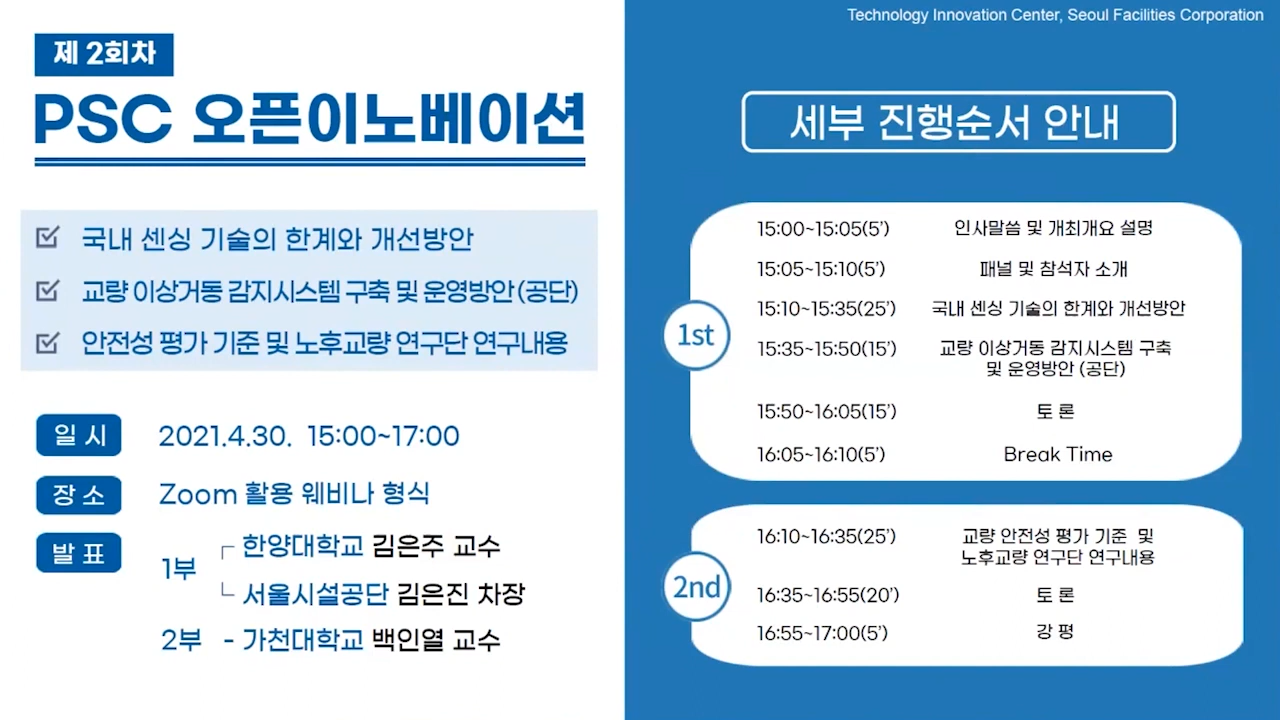 Technology Innovation Center, Seoul Facilities Corporation
제 2회차
PSC 오픈이노베이션
국내 센싱 기술의 한계와 개선방안
교량 이상거동 감지시스템 구축 및 운영방안(공단)
안전성 평가 기준 및 노후교량 연구단 연구내용
일 시 2021.4.30. 15:00~17:00
장 소 Zoom 활용 웨비나 형식
발 표
1부
한양대학교 김은주 교수
서울시설공단 김은진 차장
2부 - 가천대학교 백인열 교수
세부 진행순서 안내
1st
15:00~15:05(5’) 인사말씀 및 개최개요 설명
15:05~15:10(5’) 패널 및 참석자 소개
15:10~15:35(25’) 국내 센싱 기술의 한계와 개선방안
15:35~15:50(15’) 교량 이상거동 감지시스템 구축
및 운영방안 (공단)
15:50~16:05(15’) 토 론
16:05~16:10(5’) Break Time
2nd
16:10~16:35(25’) 교량 안전성 평가 기준 및
노후교량 연구단 연구내용
16:35~16:55(20’) 토 론
16:55~17:00(5’) 강 평